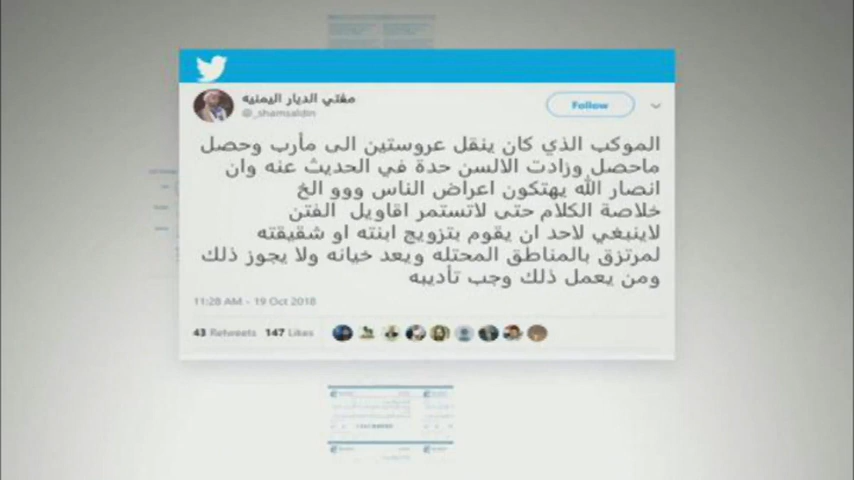 مفتي الديار اليمنيه
@_shamsaldin
Follow
الموكب الذي كان ينقل عروستين الى مأرب وحصل
ماحصل وزادت الالسن حدة في الحديث عنه وان
انصار الله يهتكون اعراض الناس ووو الخ
خلاصة الكلام حتى لاتستمر اقاويل الفتن
لاينبغي لاحد ان يقوم بتزويج ابنته او شقيقته
لمرتزق بالمناطق المحتله ويعد خيانه ولا يجوز ذلك
ومن يعمل ذلك وجب تأديبه
11:28 AM - 19 Oct 2018
43 Retweets 147 Likes